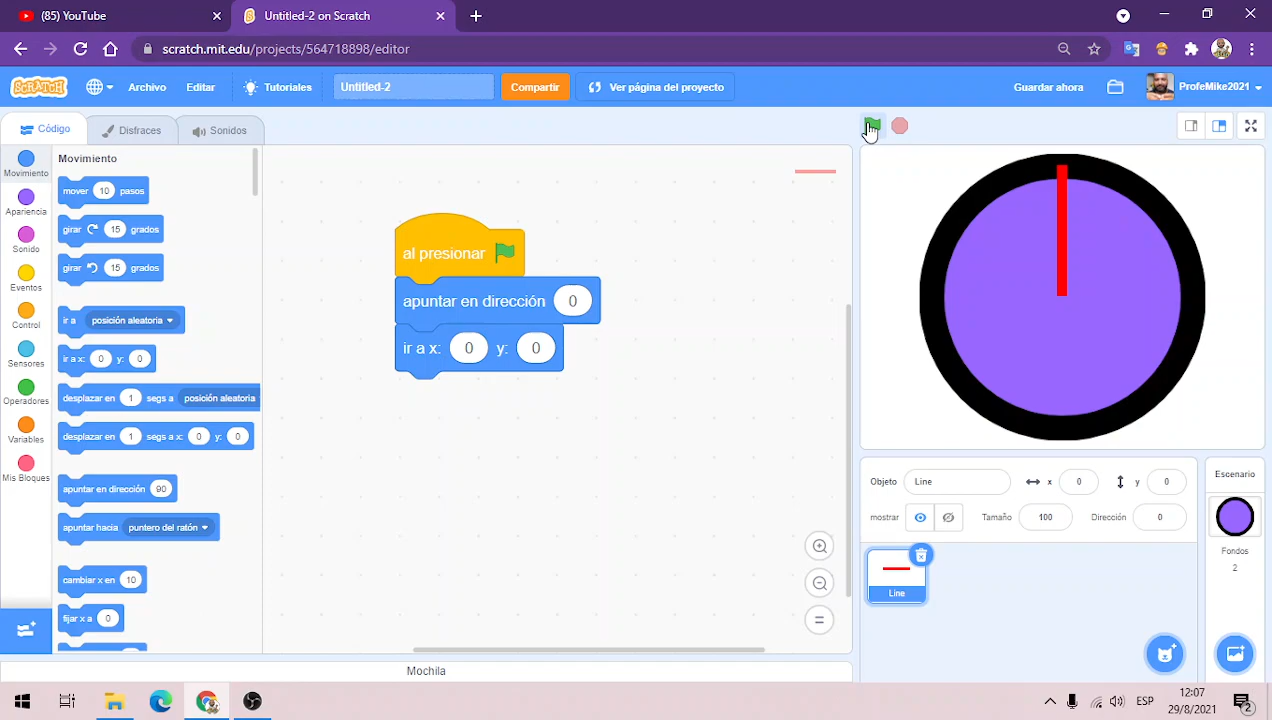 (85) YouTube
Untitled-2 on Scratch
scratch.mit.edu/projects/564718898/editor
SCRATCH
Archivo
Editar
Tutoriales
Untitled-2
Compartir
Ver página del proyecto
Guardar ahora
ProfeMike2021
Código
Disfraces
Sonidos
Movimiento
Apariencia
Sonido
Eventos
Control
Sensores
Operadores
Variables
Mis Bloques
Movimiento
mover 10 pasos
girar 15 grados
girar 15 grados
ir a posición aleatoria
ir a x: 0 y: 0
desplazar en 1 segs a posición aleatoria
desplazar en 1 segs a x: 0 y: 0
apuntar en dirección 90
apuntar hacia puntero del ratón
cambiar x en 10
fijar x a 0
al presionar
apuntar en dirección 0
ir a x: 0 y: 0
Mochila
Objeto Line x 0 y 0
mostrar Tamaño 100 Dirección 0
Line
Escenario
Fondos
2
ESP
12:07
29/8/2021
2